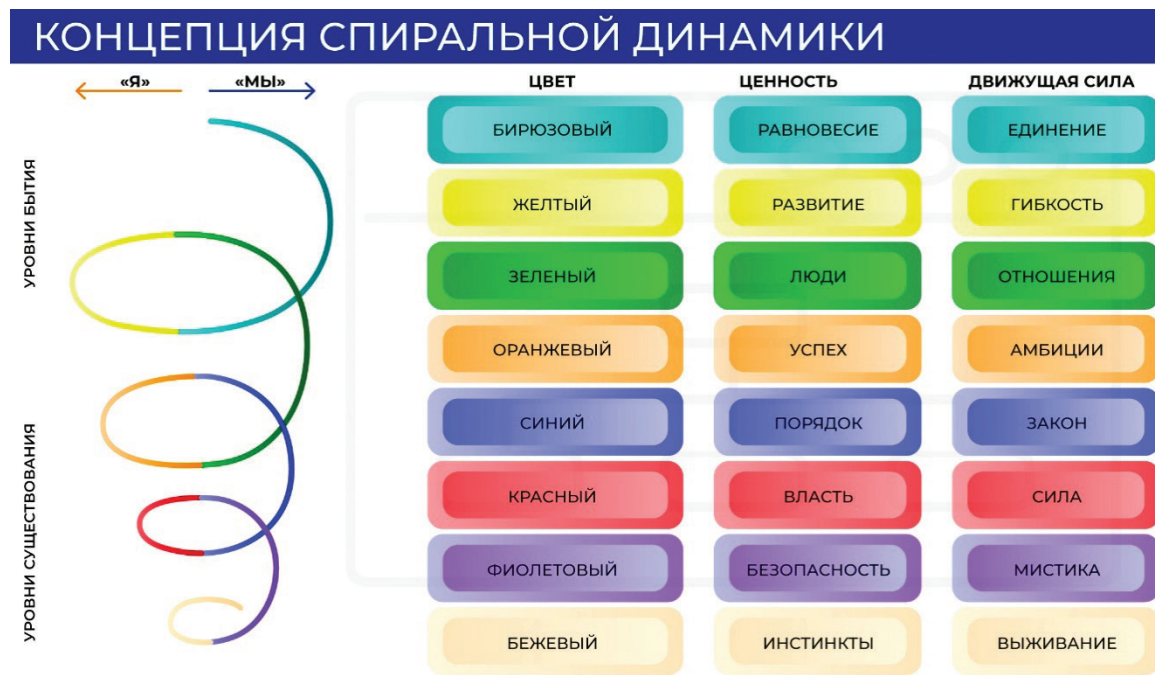 КОНЦЕПЦИЯ СПИРАЛЬНОЙ ДИНАМИКИ
«Я» «МЫ» ЦВЕТ ЦЕННОСТЬ ДВИЖУЩАЯ СИЛА
УРОВНИ БЫТИЯ
УРОВНИ СУЩЕСТВОВАНИЯ
БИРЮЗОВЫЙ РАВНОВЕСИЕ ЕДИНЕНИЕ
ЖЕЛТЫЙ РАЗВИТИЕ ГИБКОСТЬ
ЗЕЛЕНЫЙ ЛЮДИ ОТНОШЕНИЯ
ОРАНЖЕВЫЙ УСПЕХ АМБИЦИИ
СИНИЙ ПОРЯДОК ЗАКОН
КРАСНЫЙ ВЛАСТЬ СИЛА
ФИОЛЕТОВЫЙ БЕЗОПАСНОСТЬ МИСТИКА
БЕЖЕВЫЙ ИНСТИНКТЫ ВЫЖИВАНИЕ